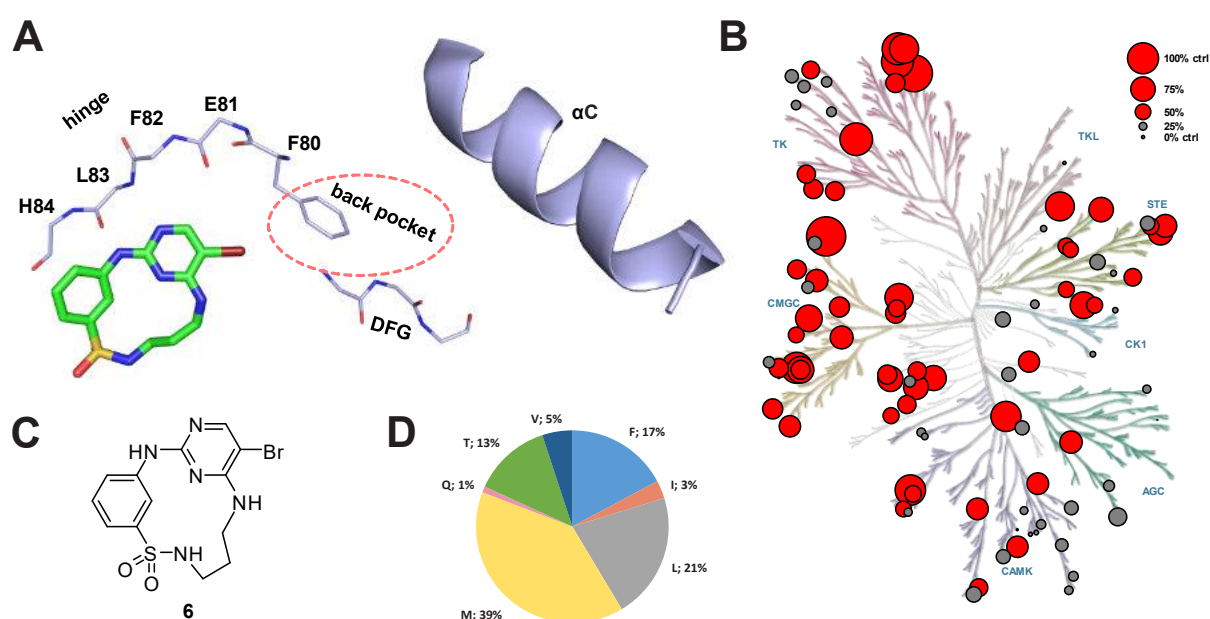 A
hinge
F82
E81
F80
αC
L83
H84
back pocket
DFG
B
100% ctrl
75%
50%
25%
0% ctrl
TK
TKL
STE
CMGC
CK1
AGC
CAMK
C
N
NH
Br
N
NH
S
NH
O
O
6
D
V; 5%
F; 17%
T; 13%
I; 3%
Q; 1%
L; 21%
M; 39%